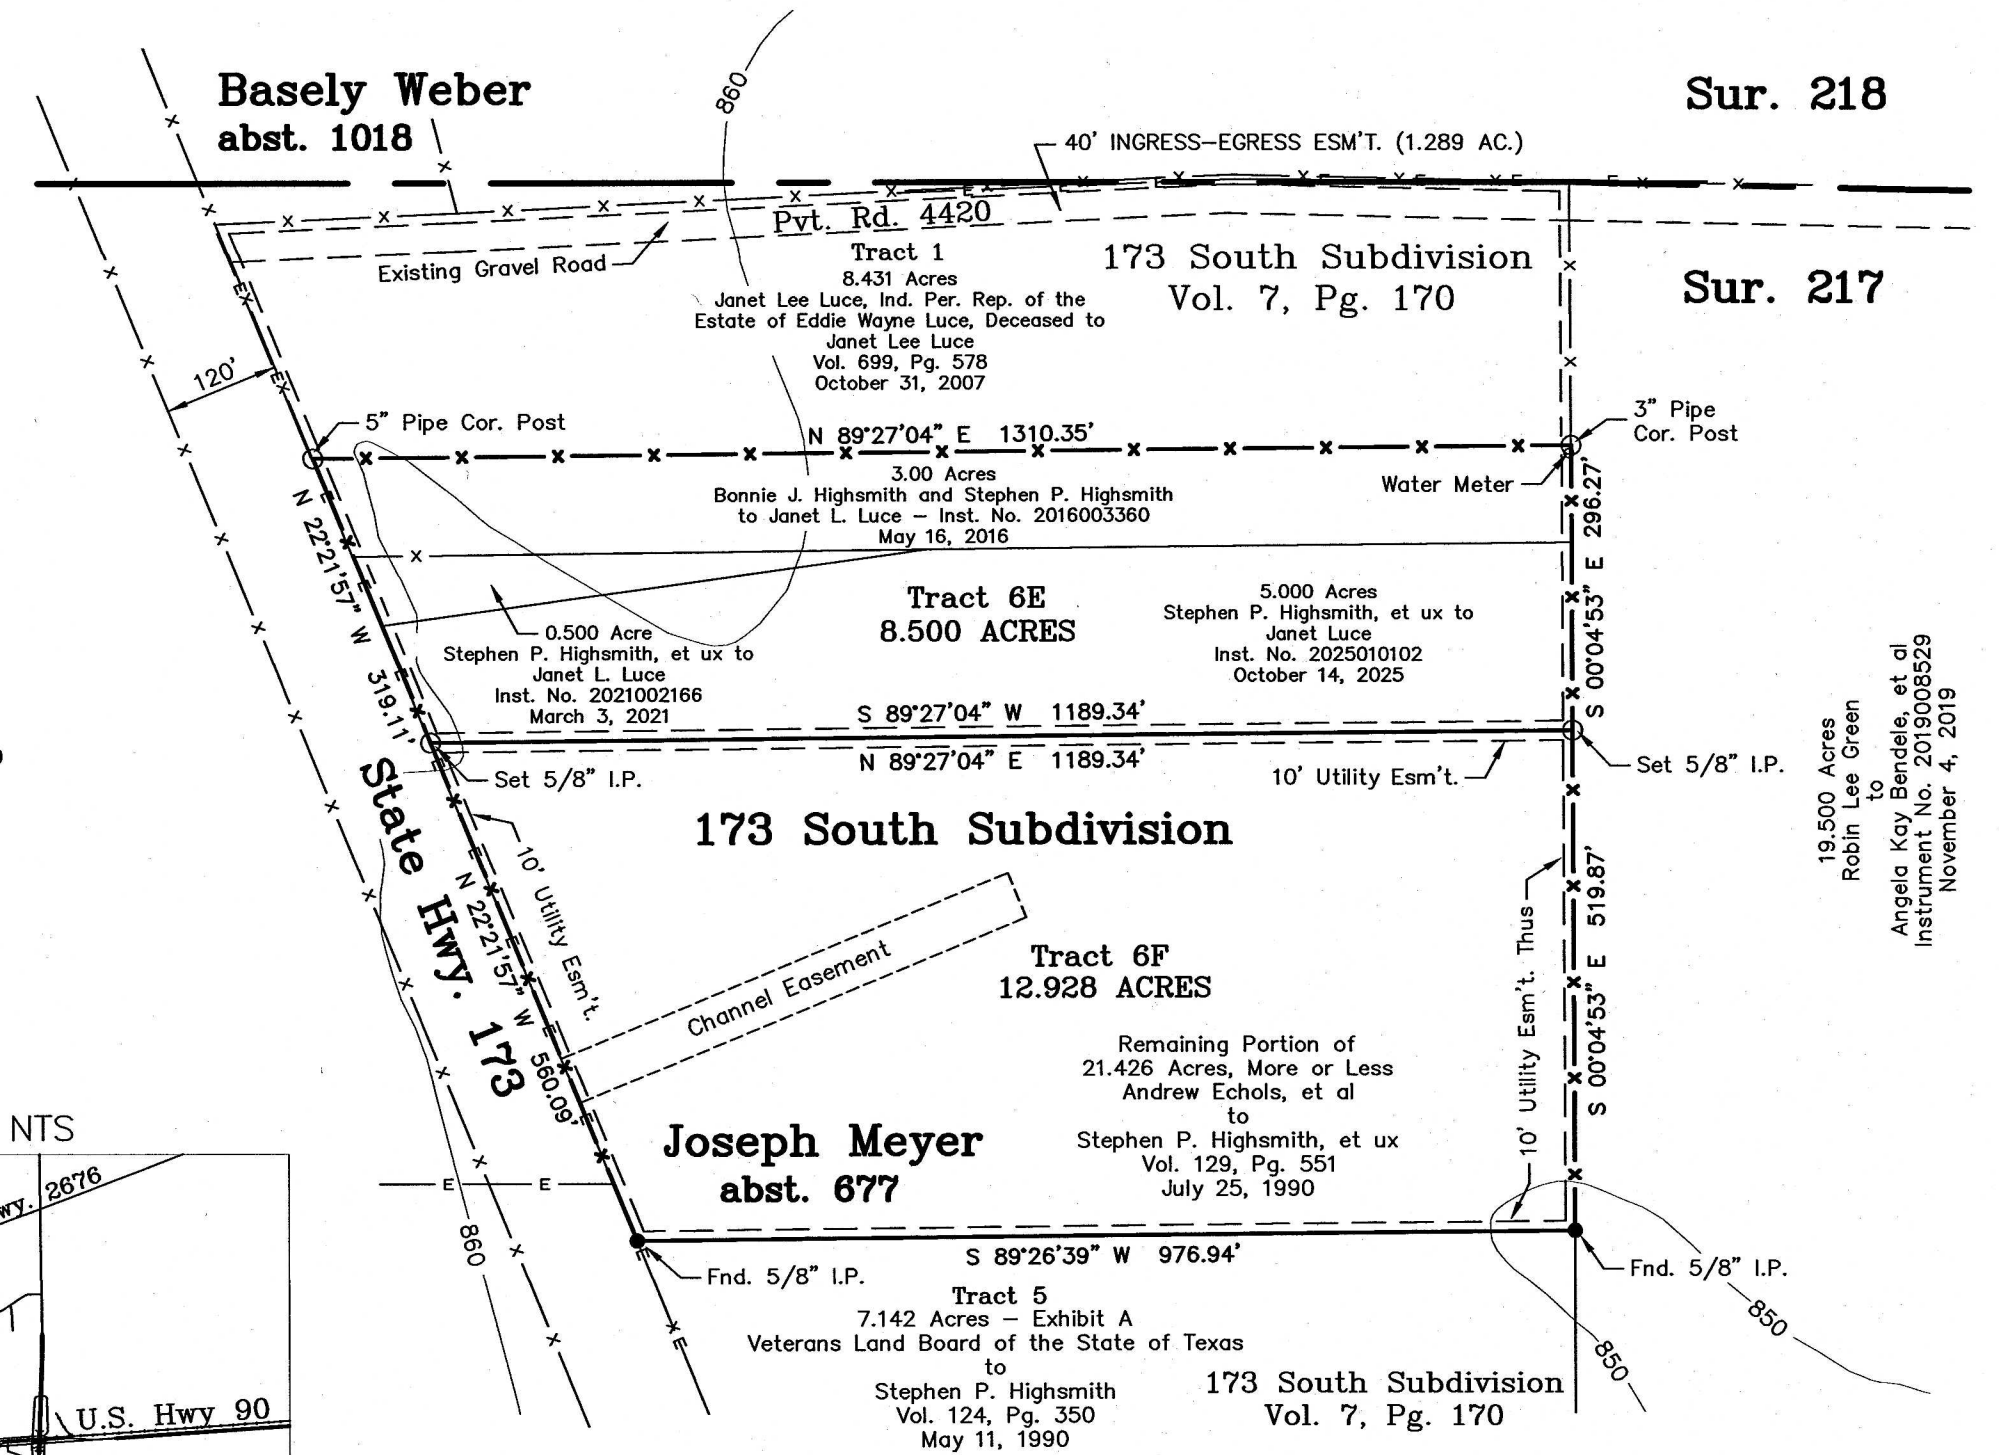 Basely Weber
abst. 1018
860
Sur. 218
40' INGRESS–EGRESS ESM'T. (1.289 AC.)
Pvt. Rd. 4420
Existing Gravel Road
Tract 1
8.431 Acres
Janet Lee Luce, Ind. Per. Rep. of the
Estate of Eddie Wayne Luce, Deceased to
Janet Lee Luce
Vol. 699, Pg. 578
October 31, 2007
173 South Subdivision
Vol. 7, Pg. 170
Sur. 217
120'
5" Pipe Cor. Post
N 89°27'04" E 1310.35'
3" Pipe
Cor. Post
Water Meter
3.00 Acres
Bonnie J. Highsmith and Stephen P. Highsmith
to Janet L. Luce – Inst. No. 2016003360
May 16, 2016
N 22°21'57" W 319.11'
S 00°04'53" E 296.27'
Tract 6E
8.500 ACRES
0.500 Acre
Stephen P. Highsmith, et ux to
Janet L. Luce
Inst. No. 2021002166
March 3, 2021
5.000 Acres
Stephen P. Highsmith, et ux to
Janet Luce
Inst. No. 2025010102
October 14, 2025
S 89°27'04" W 1189.34'
N 89°27'04" E 1189.34'
Set 5/8" I.P.
10' Utility Esm't.
Set 5/8" I.P.
19.500 Acres
Robin Lee Green
to
Angela Kay Bendele, et al
Instrument No. 2019008529
November 4, 2019
173 South Subdivision
State Hwy. 173
10' Utility Esm't.
N 22°21'57" W 560.09'
Channel Easement
Tract 6F
12.928 ACRES
10' Utility Esm't. Thus
S 00°04'53" E 519.87'
Remaining Portion of
21.426 Acres, More or Less
Andrew Echols, et al
to
Stephen P. Highsmith, et ux
Vol. 129, Pg. 551
July 25, 1990
Joseph Meyer
abst. 677
860
S 89°26'39" W 976.94'
Fnd. 5/8" I.P.
Fnd. 5/8" I.P.
850
850
Tract 5
7.142 Acres – Exhibit A
Veterans Land Board of the State of Texas
to
Stephen P. Highsmith
Vol. 124, Pg. 350
May 11, 1990
173 South Subdivision
Vol. 7, Pg. 170
NTS
wy. 2676
U.S. Hwy 90